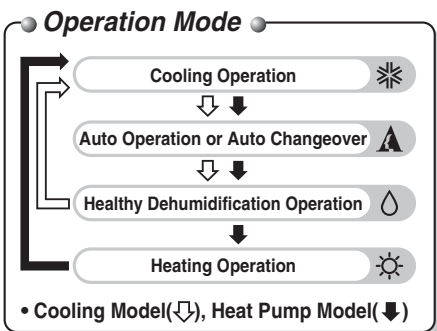 Operation Mode
Cooling Operation
Auto Operation or Auto Changeover
Healthy Dehumidification Operation
Heating Operation
• Cooling Model(⇩), Heat Pump Model(⬇)